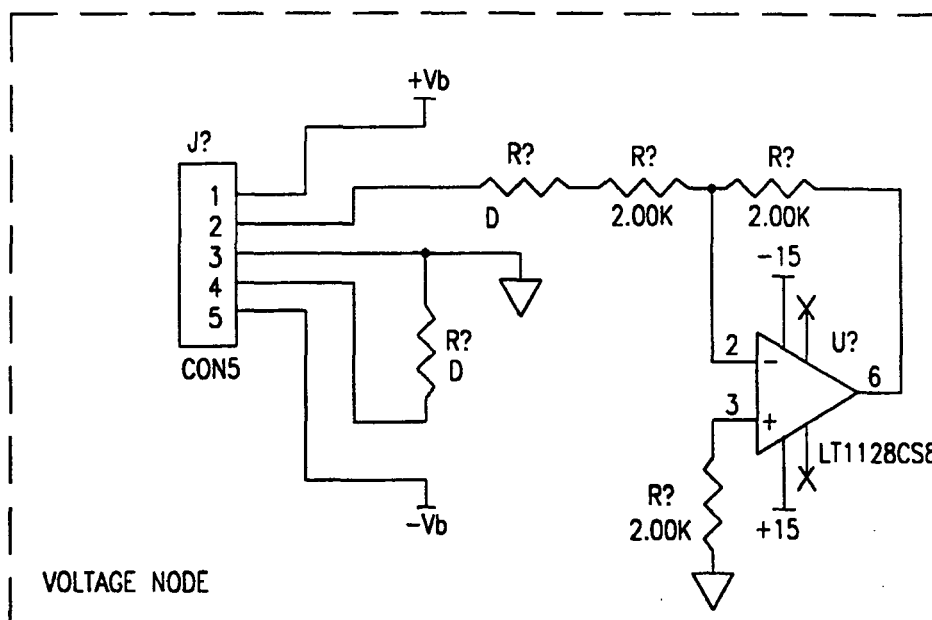 +Vb
J?
1
2
3
4
5
CON5
R?
D
R?
2.00K
R?
2.00K
R?
D
-Vb
-15
U?
2
-
6
3
+
LT1128CS8
R?
2.00K
+15
VOLTAGE NODE